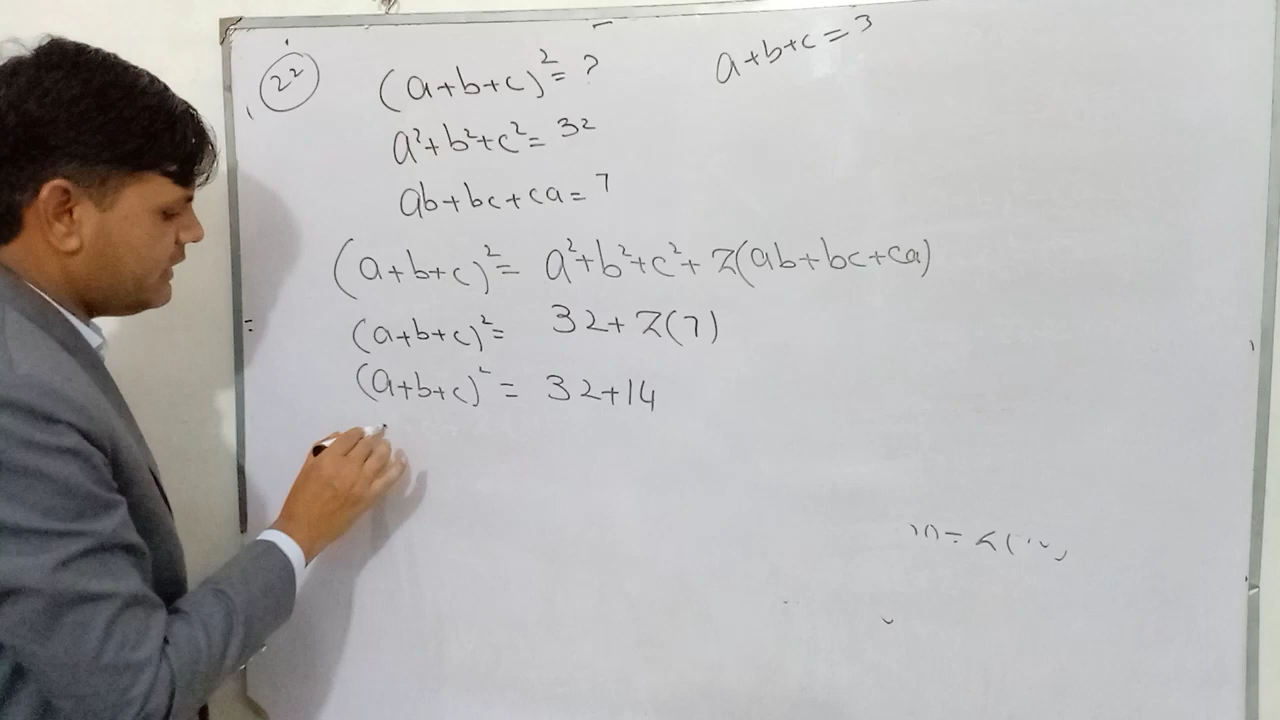 22
(a+b+c)²= ?
a+b+c=3
a²+b²+c²=32
ab+bc+ca=7
(a+b+c)²= a²+b²+c²+2(ab+bc+ca)
(a+b+c)²= 32+2(7)
(a+b+c)²= 32+14